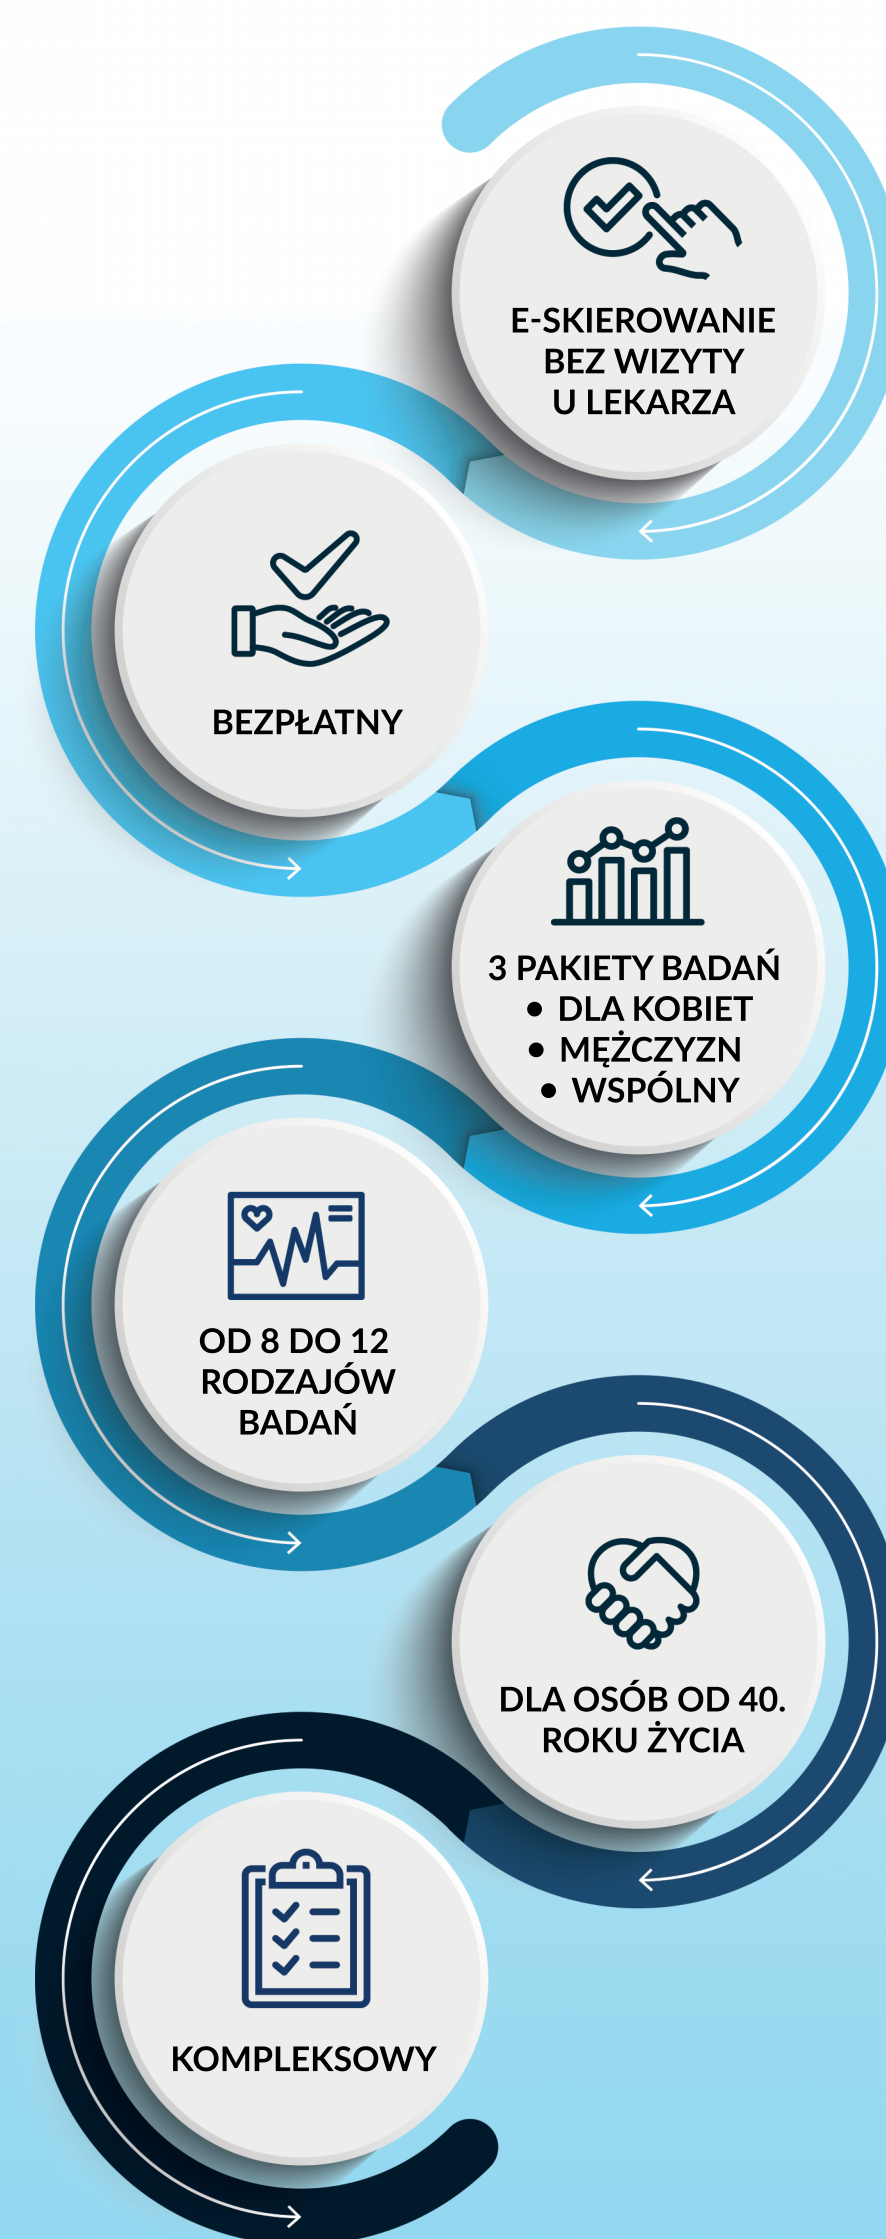 E-SKIEROWANIE
BEZ WIZYTY
U LEKARZA
BEZPŁATNY
3 PAKIETY BADAŃ
• DLA KOBIET
• MĘŻCZYZN
• WSPÓLNY
OD 8 DO 12
RODZAJÓW
BADAŃ
DLA OSÓB OD 40.
ROKU ŻYCIA
KOMPLEKSOWY